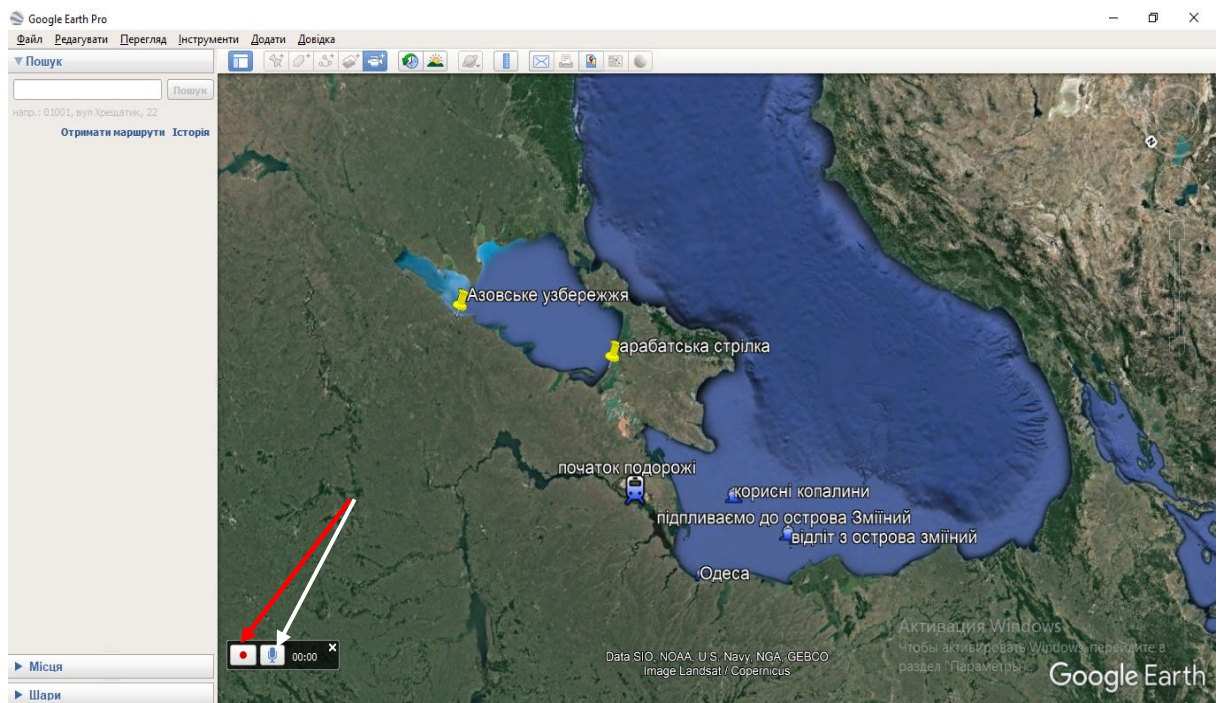 Google Earth Pro
Файл Редагувати Перегляд Інструменти Додати Довідка
Пошук
Пошук
напр.: 01001, вул Хрещатик, 22
Отримати маршрути Історія
Азовське узбережжя
арабатська стрілка
початок подорожі
корисні копалини
підпливаємо до острова Зміїний
відліт з острова зміїний
Одеса
00:00
Активация Windows
Чтобы активировать Windows, перейдите в
раздел "Параметры".
Data SIO, NOAA, U.S. Navy, NGA, GEBCO
Image Landsat / Copernicus
Google Earth
Місця
Шари